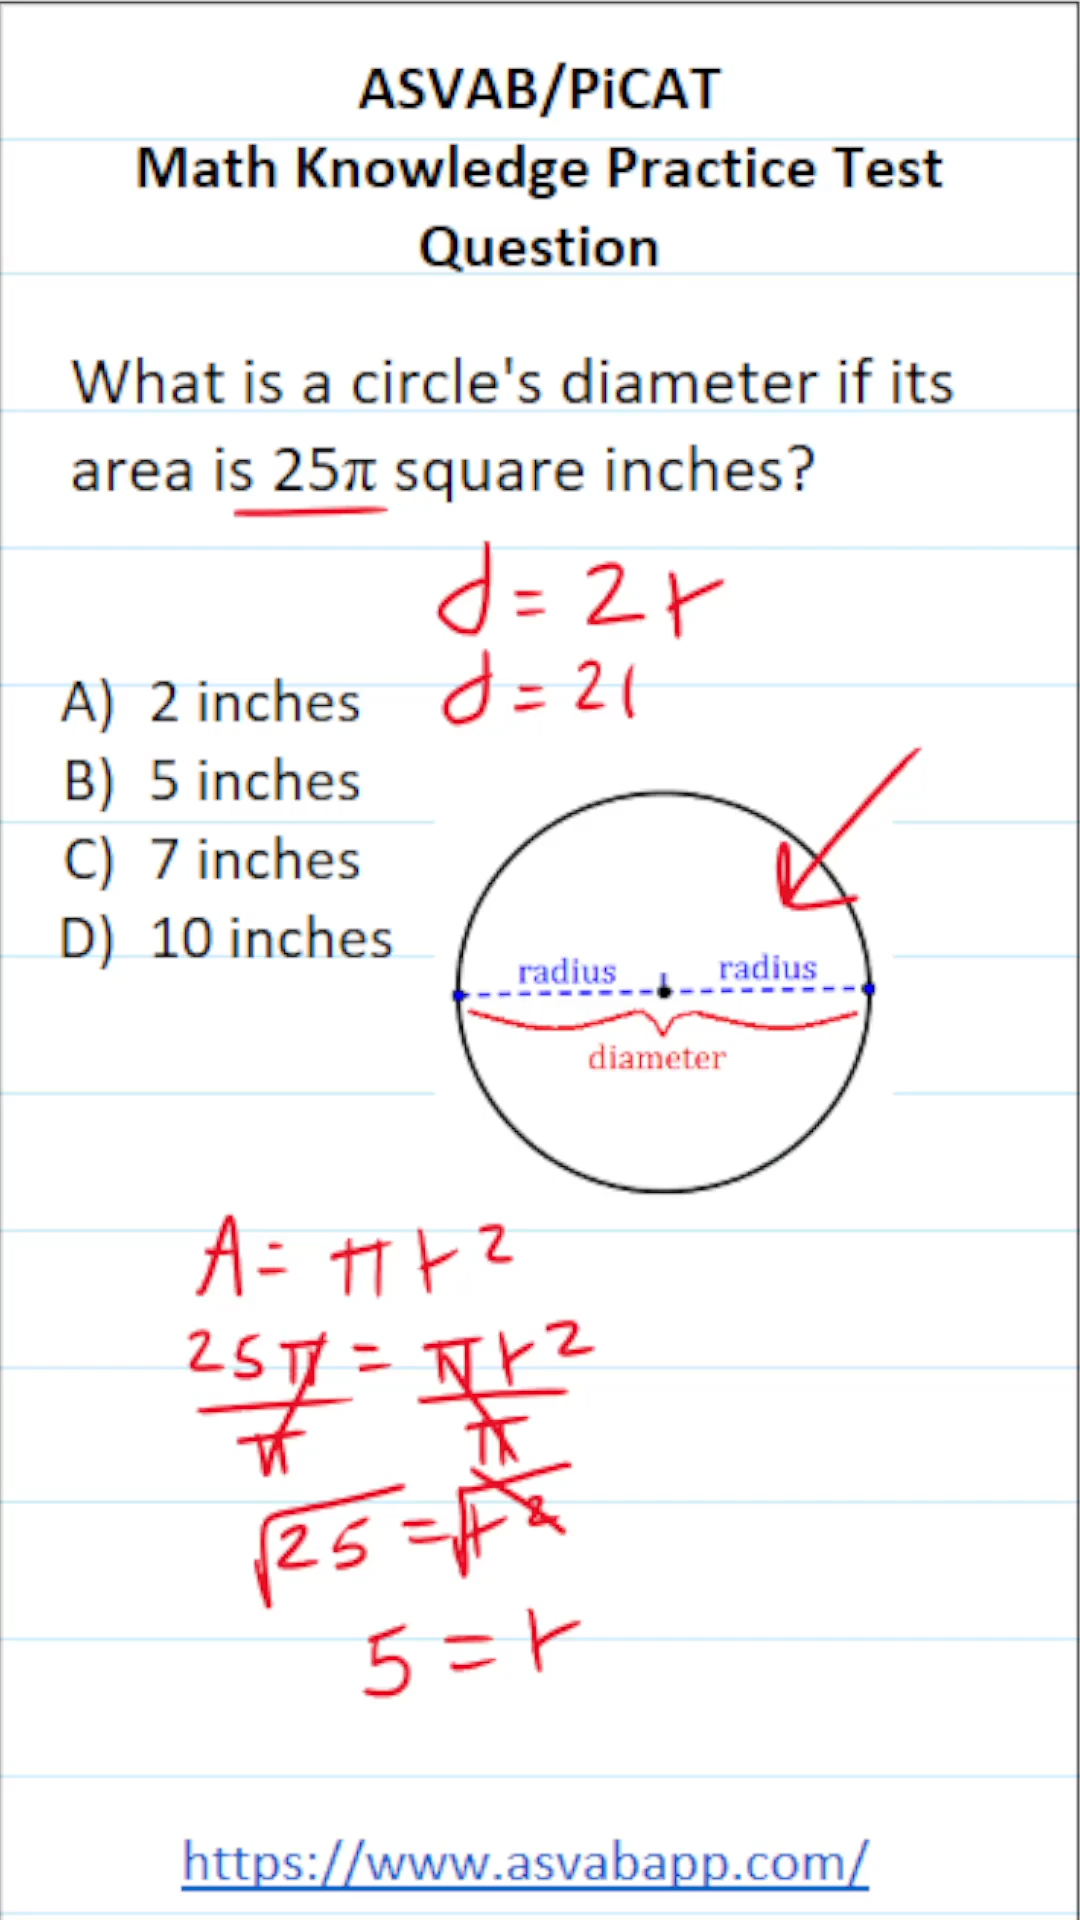 ASVAB/PiCAT
Math Knowledge Practice Test
Question
What is a circle's diameter if its
area is 25π square inches?
d = 2r
d = 2(
A) 2 inches
B) 5 inches
C) 7 inches
D) 10 inches
radius radius
diameter
A = πr²
25π = πr²
π π
√25 = √r²
5 = r
https://www.asvabapp.com/